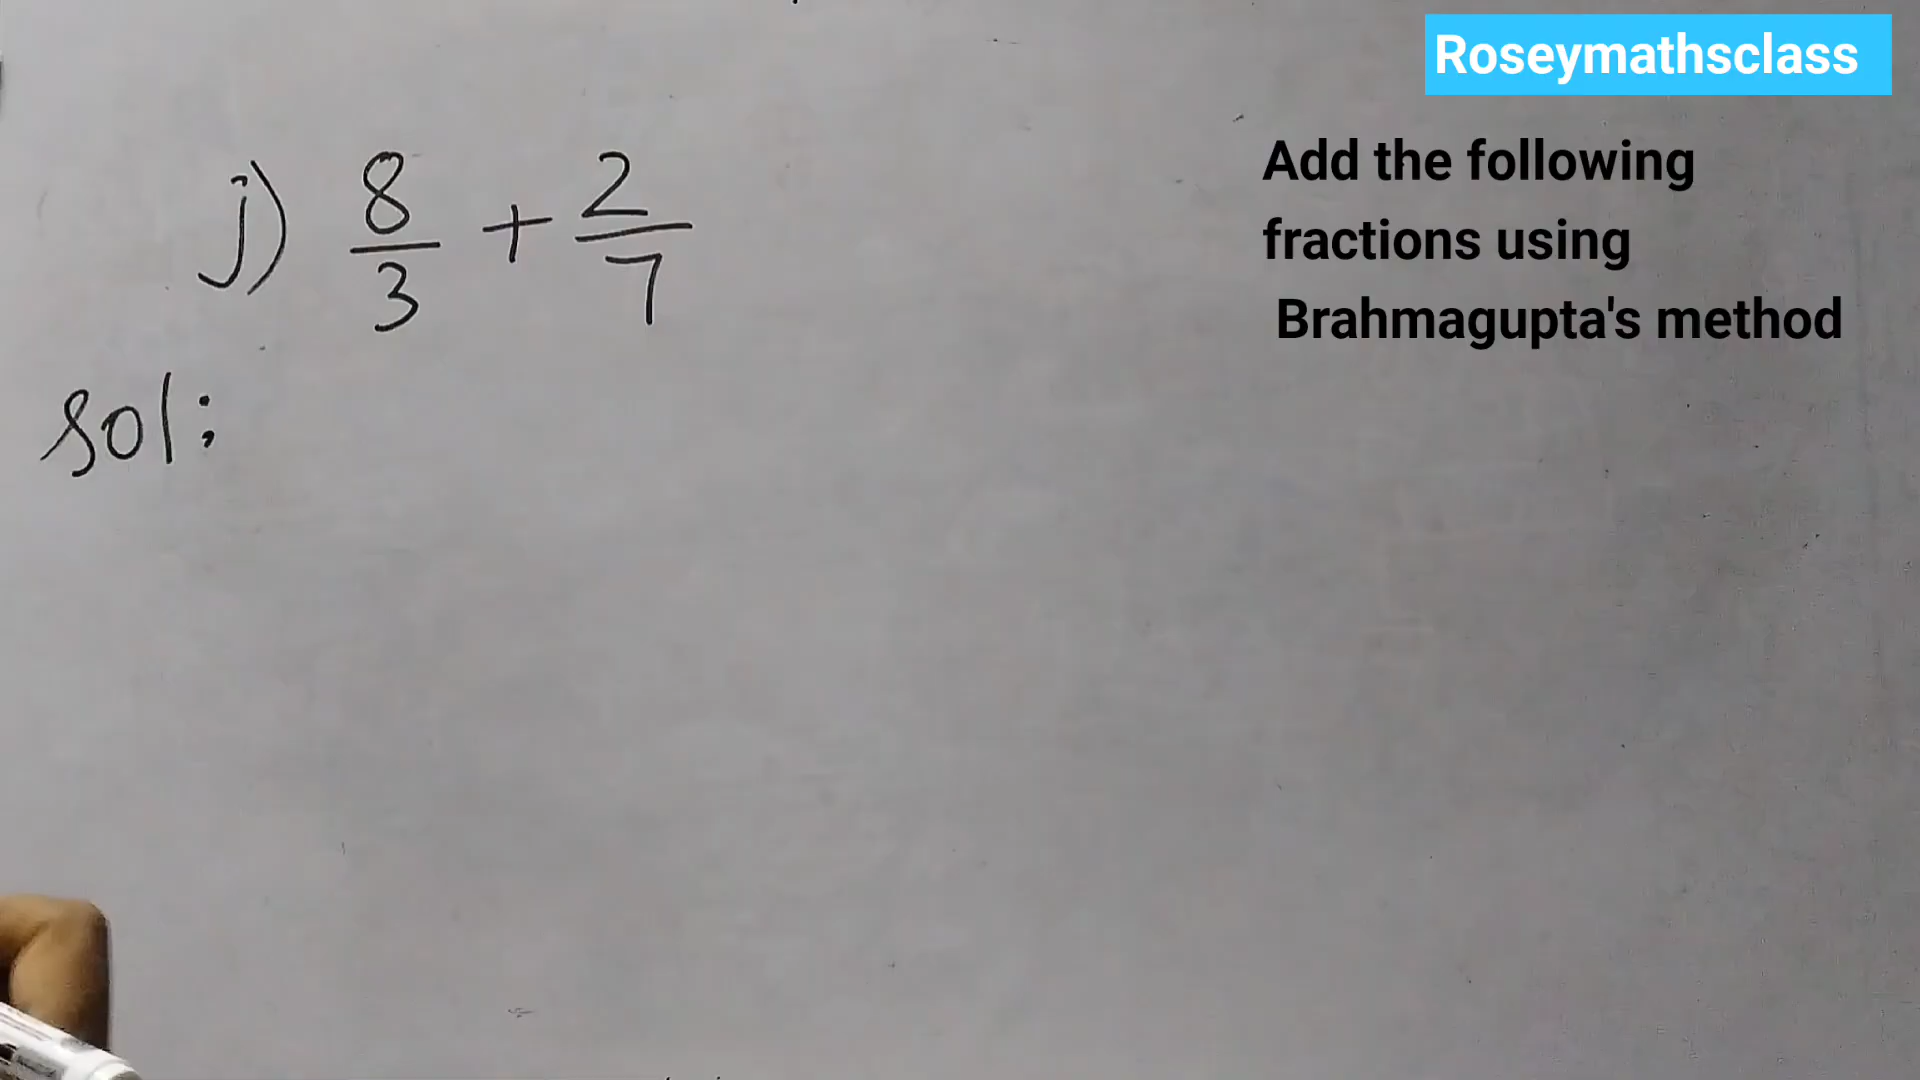 Roseymathsclass
Add the following
fractions using
Brahmagupta's method
j) 8/3 + 2/7
sol: